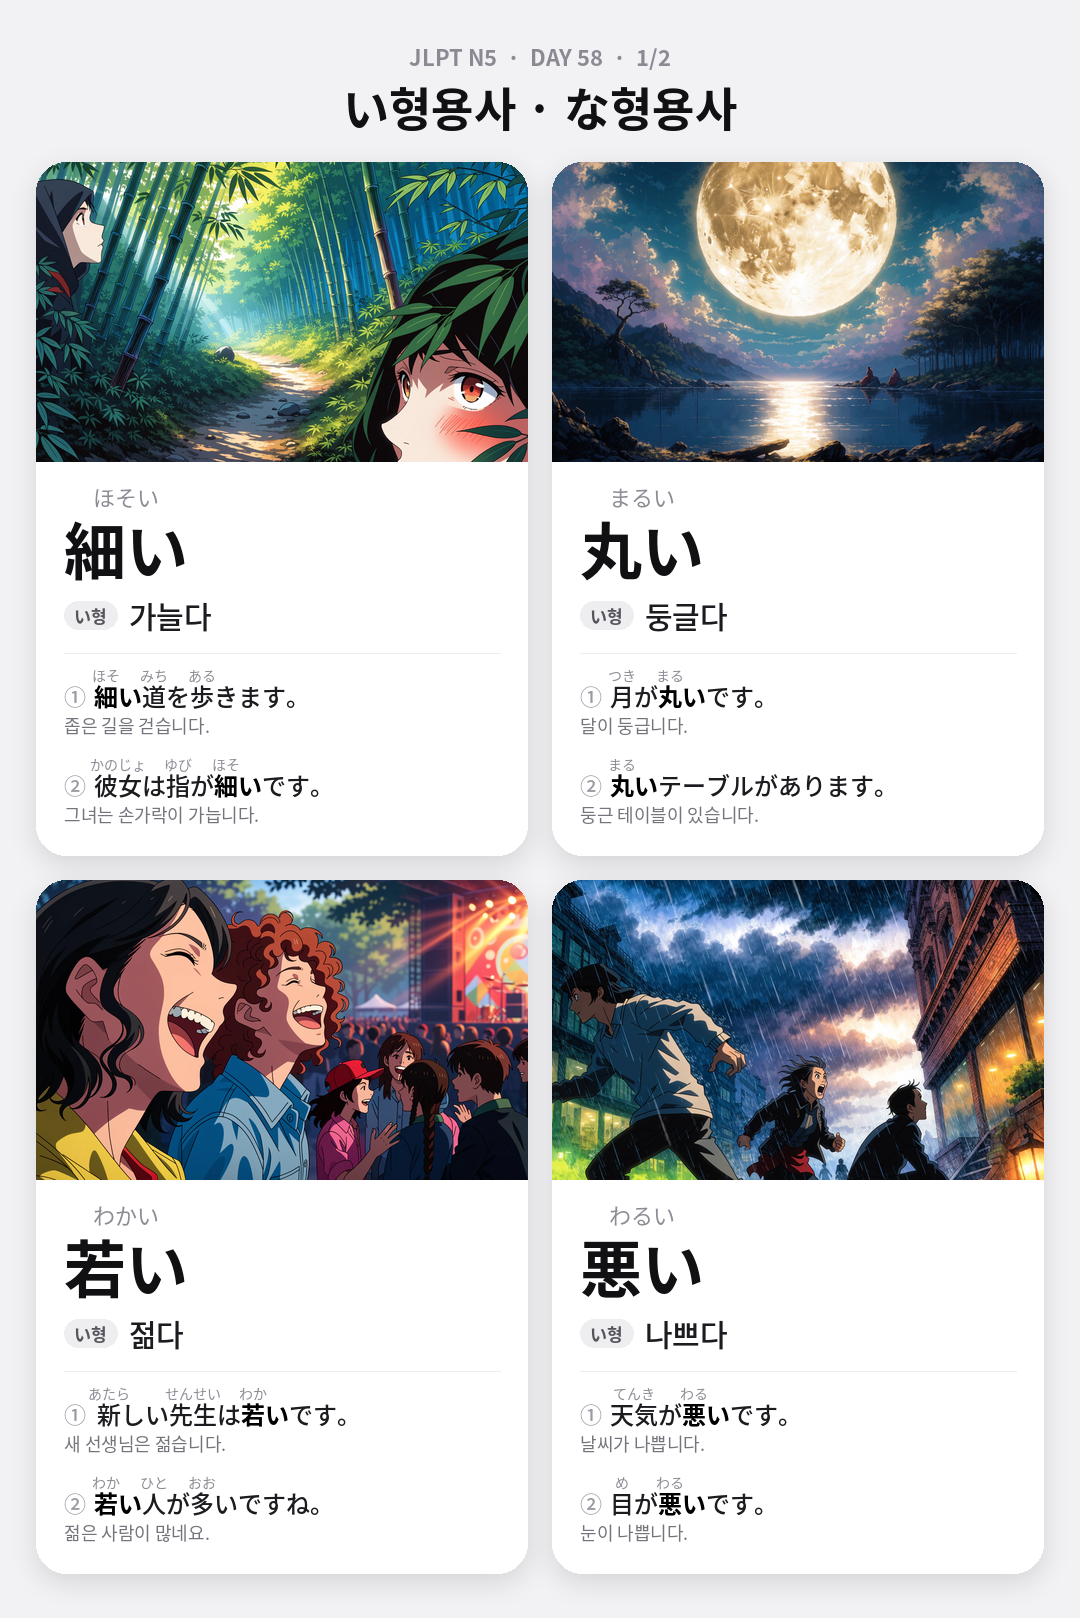 JLPT N5 · DAY 58 · 1/2
い형용사 · な형용사
ほそい
細い
い형 가늘다
ほそ みち ある
① 細い道を歩きます。
좁은 길을 걷습니다.
かのじょ ゆび ほそ
② 彼女は指が細いです。
그녀는 손가락이 가늡니다.
まるい
丸い
い형 둥글다
つき まる
① 月が丸いです。
달이 둥급니다.
まる
② 丸いテーブルがあります。
둥근 테이블이 있습니다.
わかい
若い
い형 젊다
あたら せんせい わか
① 新しい先生は若いです。
새 선생님은 젊습니다.
わか ひと おお
② 若い人が多いですね。
젊은 사람이 많네요.
わるい
悪い
い형 나쁘다
てんき わる
① 天気が悪いです。
날씨가 나쁩니다.
め わる
② 目が悪いです。
눈이 나쁩니다.